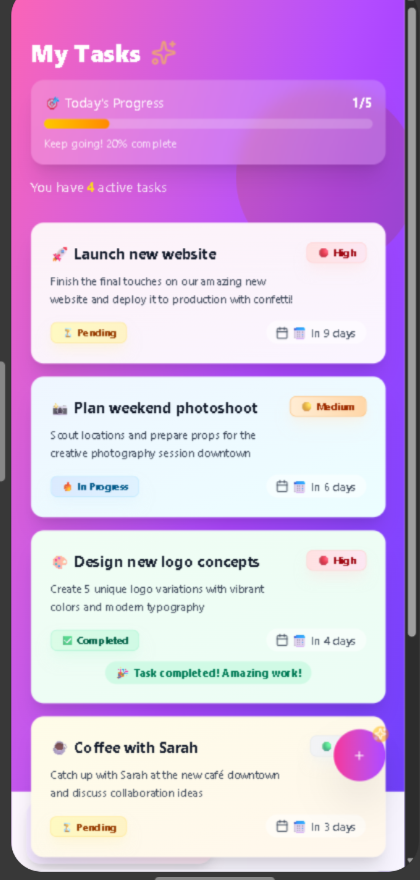 My Tasks
Today's Progress 1/5
Keep going! 20% complete
You have 4 active tasks
Launch new website High
Finish the final touches on our amazing new
website and deploy it to production with confetti!
Pending In 9 days
Plan weekend photoshoot Medium
Scout locations and prepare props for the
creative photography session downtown
In Progress In 6 days
Design new logo concepts High
Create 5 unique logo variations with vibrant
colors and modern typography
Completed In 4 days
Task completed! Amazing work!
Coffee with Sarah
+
Catch up with Sarah at the new café downtown
and discuss collaboration ideas
Pending In 3 days